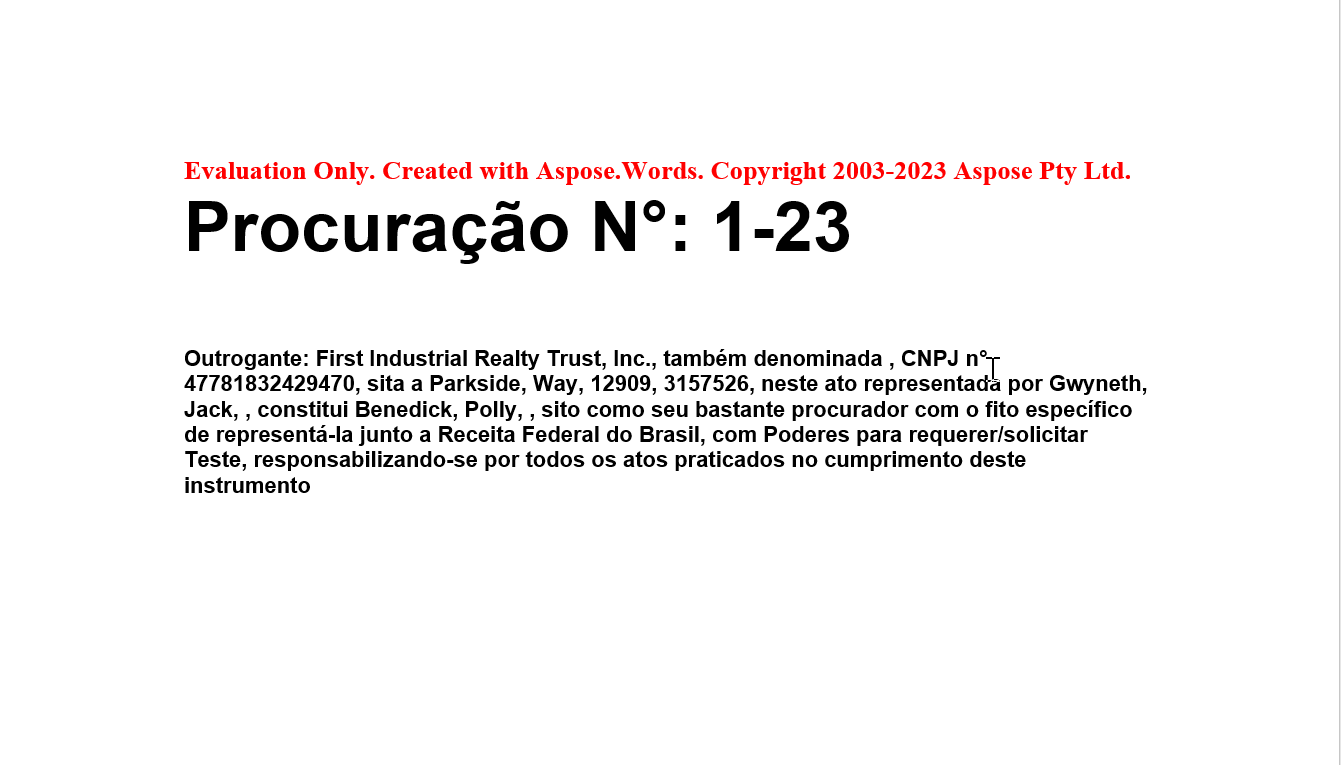 Evaluation Only. Created with Aspose.Words. Copyright 2003-2023 Aspose Pty Ltd.
Procuração N°: 1-23
Outrogante: First Industrial Realty Trust, Inc., também denominada , CNPJ n°
47781832429470, sita a Parkside, Way, 12909, 3157526, neste ato representada por Gwyneth,
Jack, , constitui Benedick, Polly, , sito como seu bastante procurador com o fito específico
de representá-la junto a Receita Federal do Brasil, com Poderes para requerer/solicitar
Teste, responsabilizando-se por todos os atos praticados no cumprimento deste
instrumento